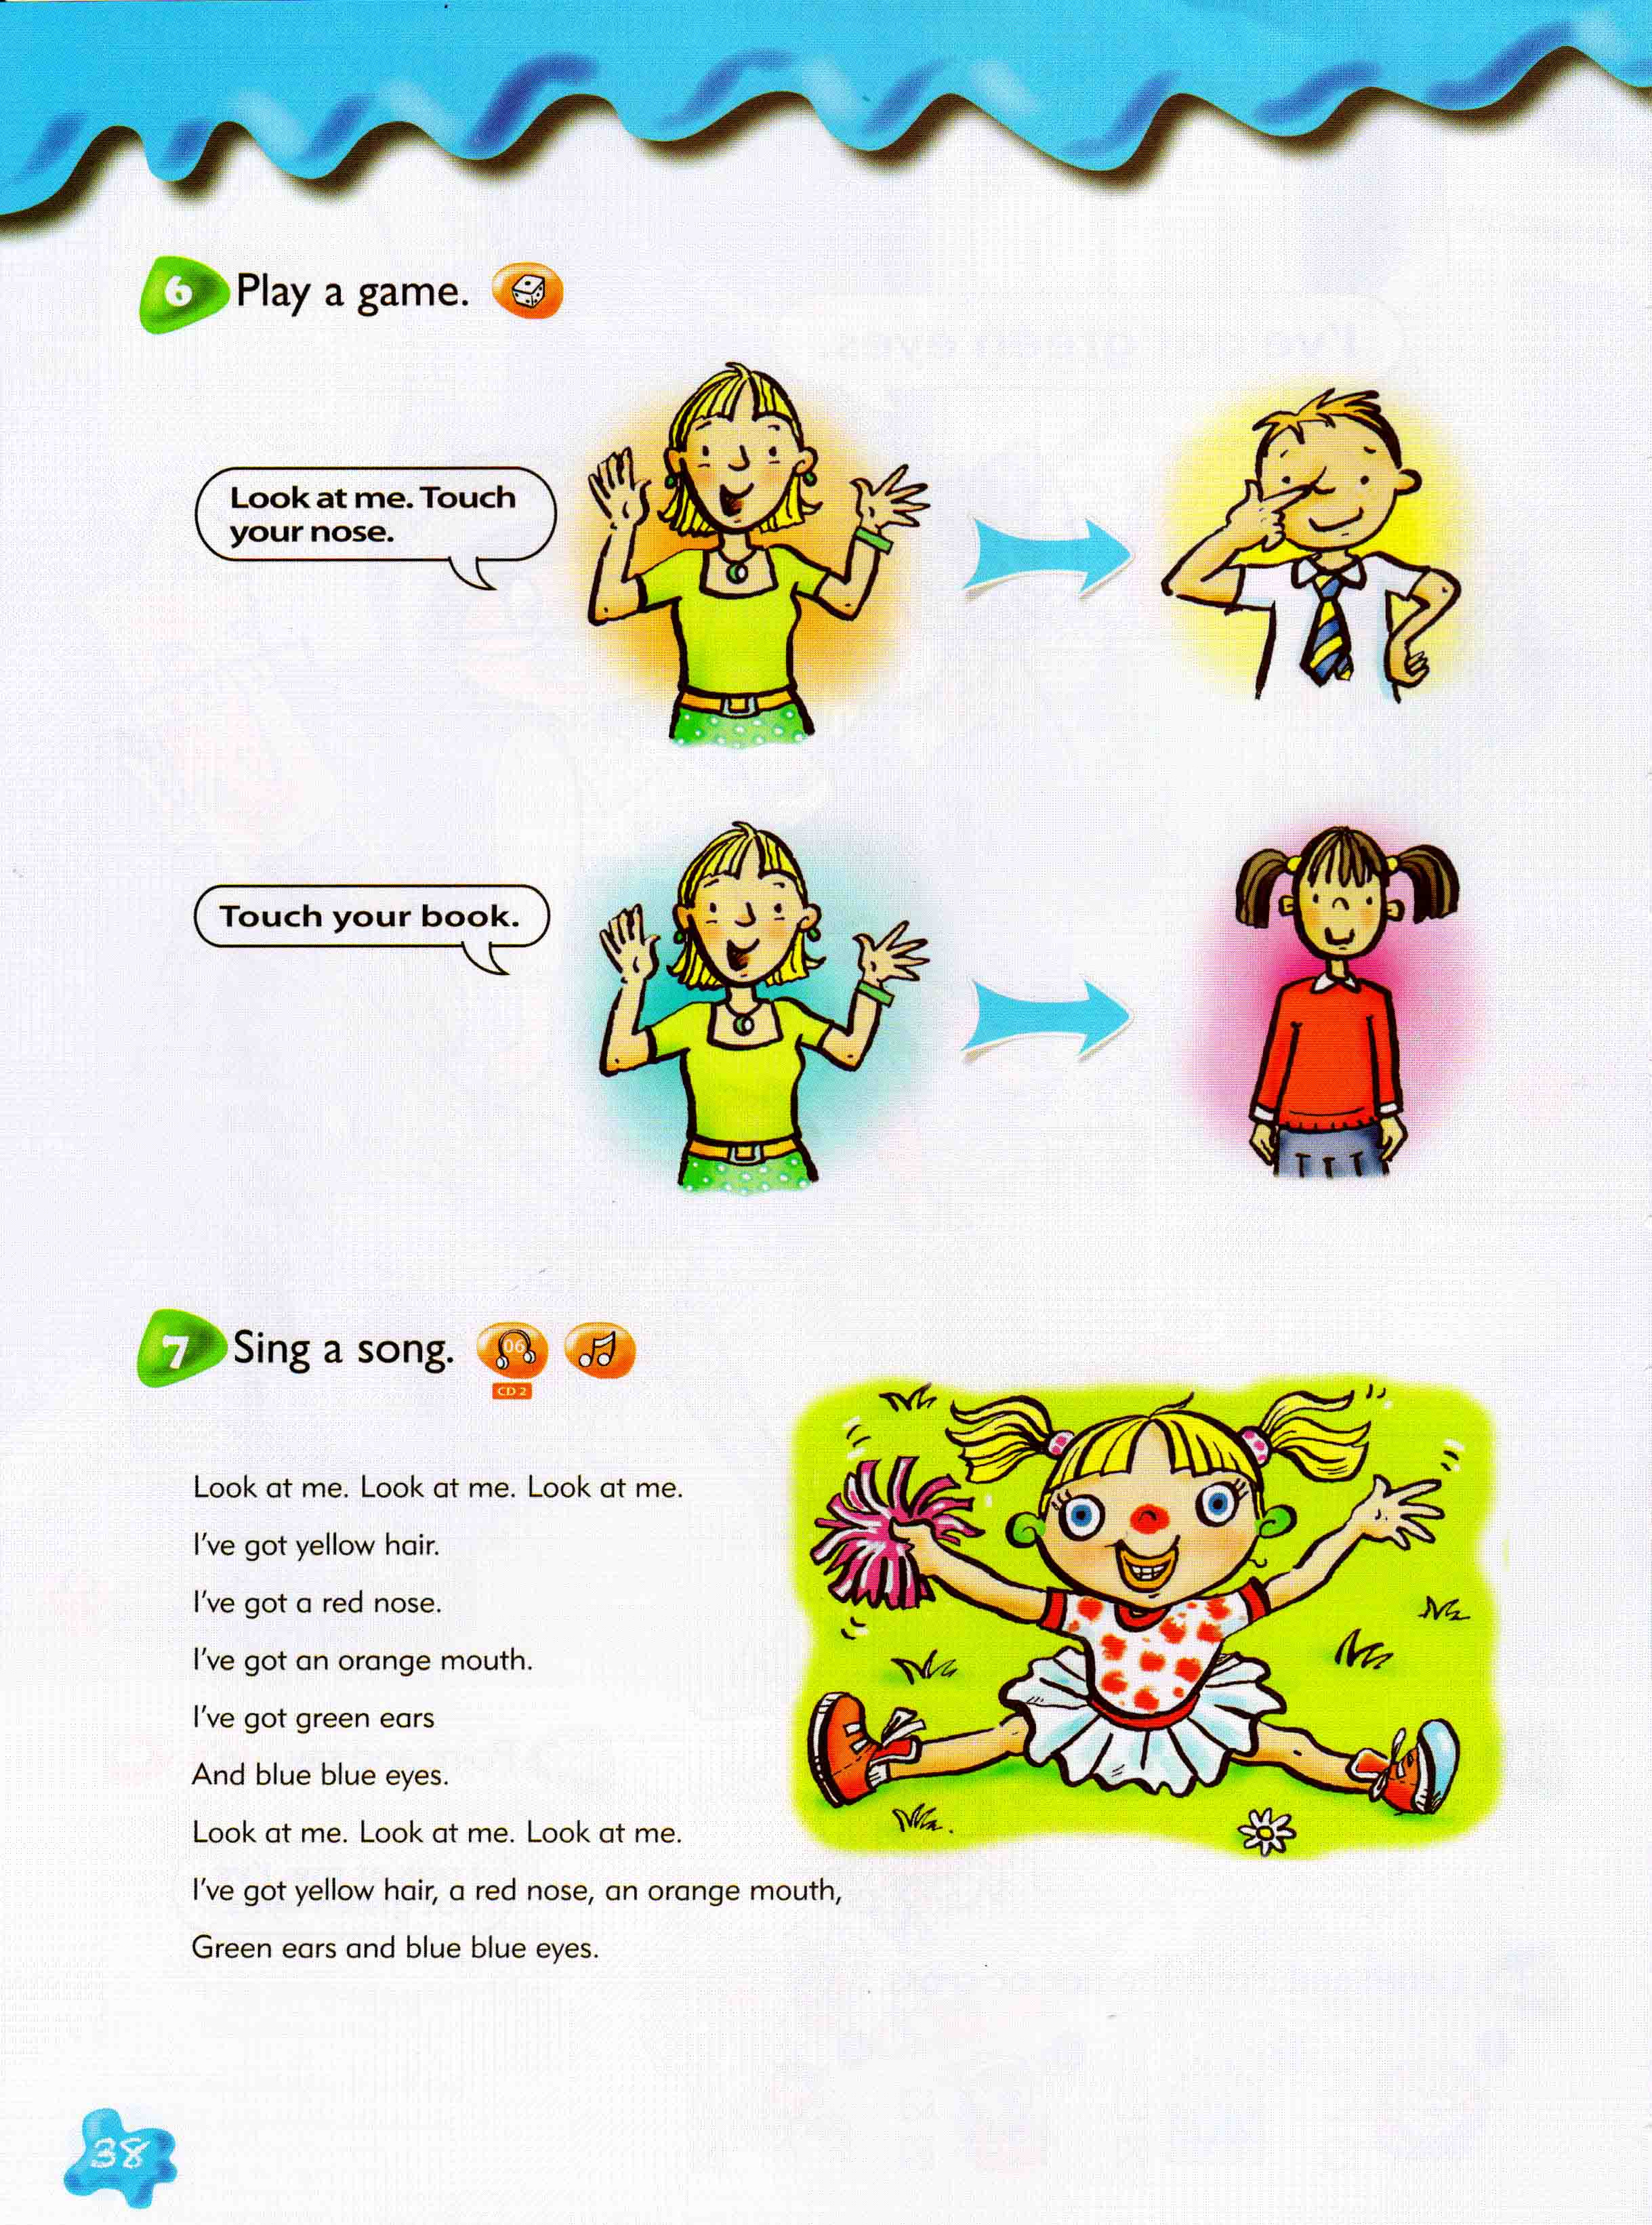 6 Play a game.
Look at me. Touch
your nose.
Touch your book.
7 Sing a song.
06
CD 2
Look at me. Look at me. Look at me.
I've got yellow hair.
I've got a red nose.
I've got an orange mouth.
I've got green ears
And blue blue eyes.
Look at me. Look at me. Look at me.
I've got yellow hair, a red nose, an orange mouth,
Green ears and blue blue eyes.
38